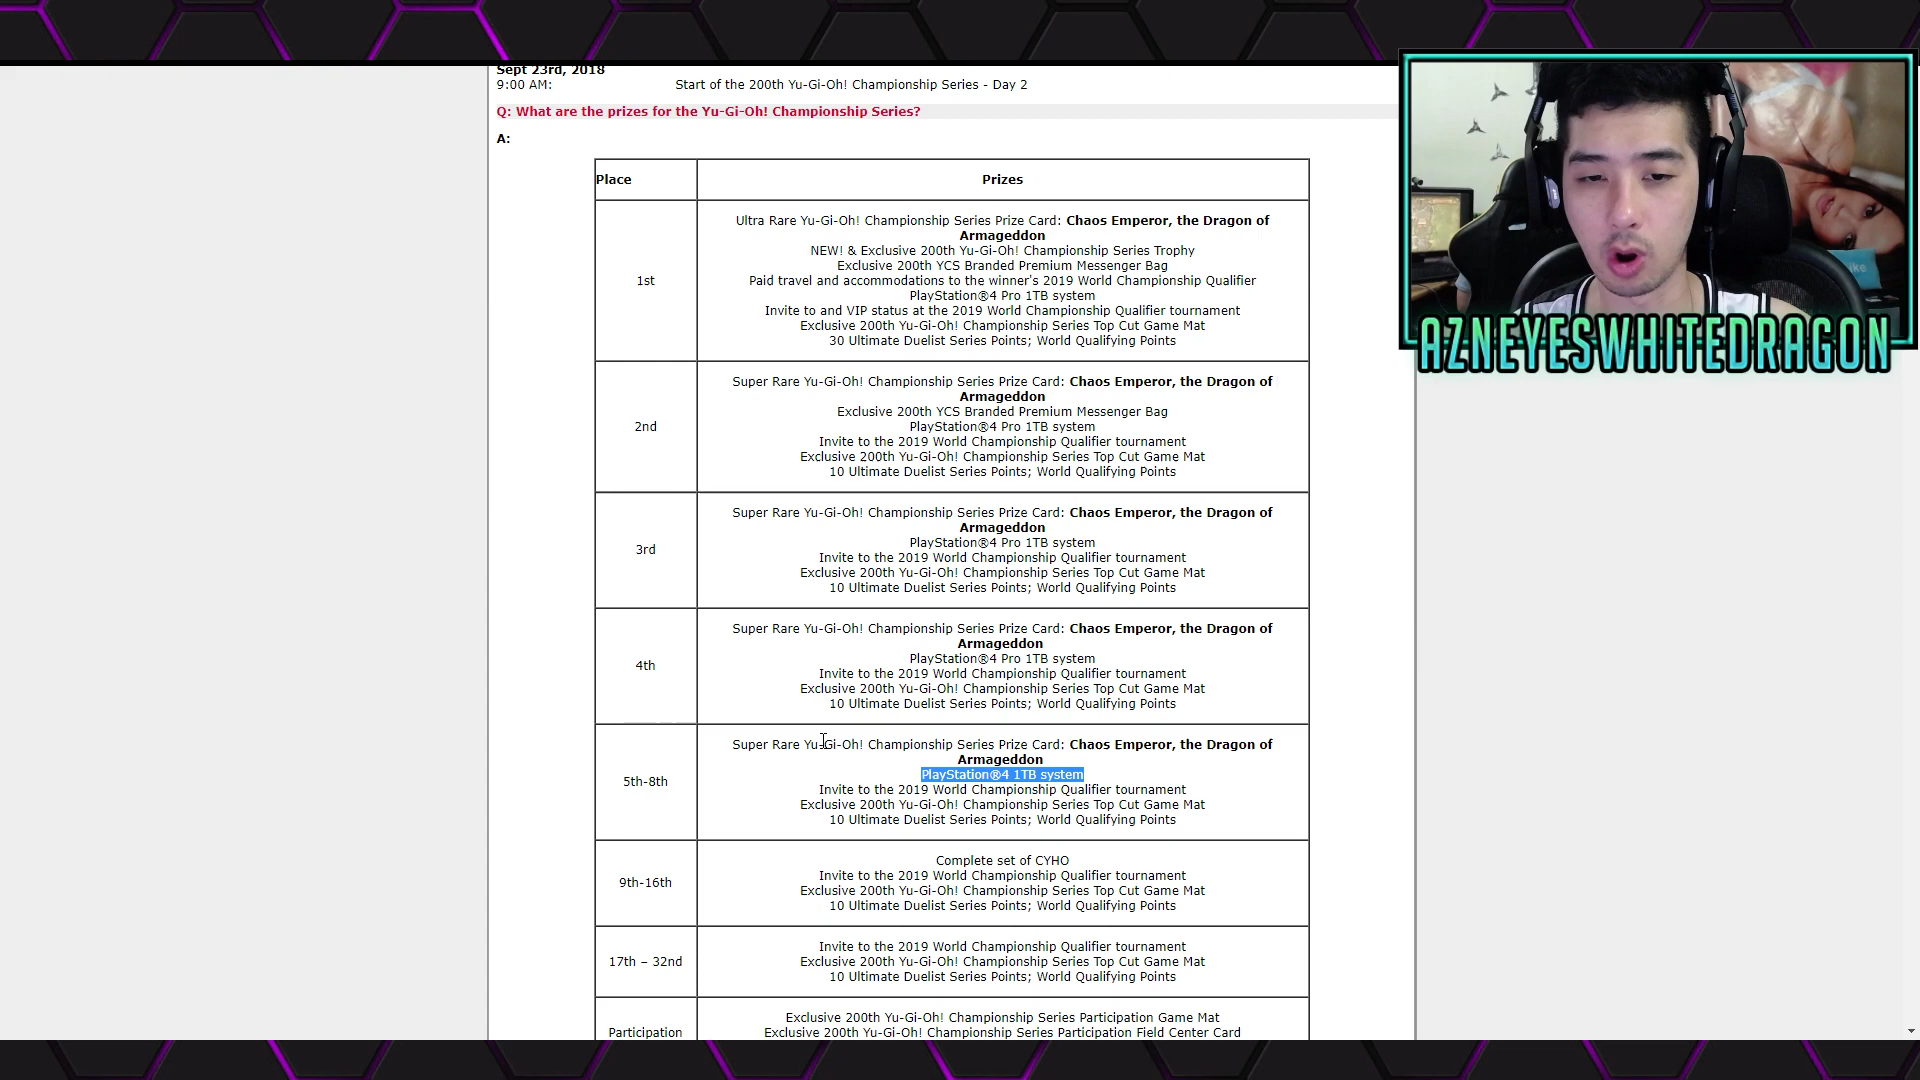 Sept 23rd, 2018
9:00 AM: Start of the 200th Yu-Gi-Oh! Championship Series - Day 2
Q: What are the prizes for the Yu-Gi-Oh! Championship Series?
A:
Place Prizes
1st
Ultra Rare Yu-Gi-Oh! Championship Series Prize Card: Chaos Emperor, the Dragon of
Armageddon
NEW! & Exclusive 200th Yu-Gi-Oh! Championship Series Trophy
Exclusive 200th YCS Branded Premium Messenger Bag
Paid travel and accommodations to the winner's 2019 World Championship Qualifier
PlayStation®4 Pro 1TB system
Invite to and VIP status at the 2019 World Championship Qualifier tournament
Exclusive 200th Yu-Gi-Oh! Championship Series Top Cut Game Mat
30 Ultimate Duelist Series Points; World Qualifying Points
2nd
Super Rare Yu-Gi-Oh! Championship Series Prize Card: Chaos Emperor, the Dragon of
Armageddon
Exclusive 200th YCS Branded Premium Messenger Bag
PlayStation®4 Pro 1TB system
Invite to the 2019 World Championship Qualifier tournament
Exclusive 200th Yu-Gi-Oh! Championship Series Top Cut Game Mat
10 Ultimate Duelist Series Points; World Qualifying Points
3rd
Super Rare Yu-Gi-Oh! Championship Series Prize Card: Chaos Emperor, the Dragon of
Armageddon
PlayStation®4 Pro 1TB system
Invite to the 2019 World Championship Qualifier tournament
Exclusive 200th Yu-Gi-Oh! Championship Series Top Cut Game Mat
10 Ultimate Duelist Series Points; World Qualifying Points
4th
Super Rare Yu-Gi-Oh! Championship Series Prize Card: Chaos Emperor, the Dragon of
Armageddon
PlayStation®4 Pro 1TB system
Invite to the 2019 World Championship Qualifier tournament
Exclusive 200th Yu-Gi-Oh! Championship Series Top Cut Game Mat
10 Ultimate Duelist Series Points; World Qualifying Points
5th-8th
Super Rare Yu-Gi-Oh! Championship Series Prize Card: Chaos Emperor, the Dragon of
Armageddon
PlayStation®4 1TB system
Invite to the 2019 World Championship Qualifier tournament
Exclusive 200th Yu-Gi-Oh! Championship Series Top Cut Game Mat
10 Ultimate Duelist Series Points; World Qualifying Points
9th-16th
Complete set of CYHO
Invite to the 2019 World Championship Qualifier tournament
Exclusive 200th Yu-Gi-Oh! Championship Series Top Cut Game Mat
10 Ultimate Duelist Series Points; World Qualifying Points
17th – 32nd
Invite to the 2019 World Championship Qualifier tournament
Exclusive 200th Yu-Gi-Oh! Championship Series Top Cut Game Mat
10 Ultimate Duelist Series Points; World Qualifying Points
Participation
Exclusive 200th Yu-Gi-Oh! Championship Series Participation Game Mat
Exclusive 200th Yu-Gi-Oh! Championship Series Participation Field Center Card
AZNEYESWHITEDRAGON